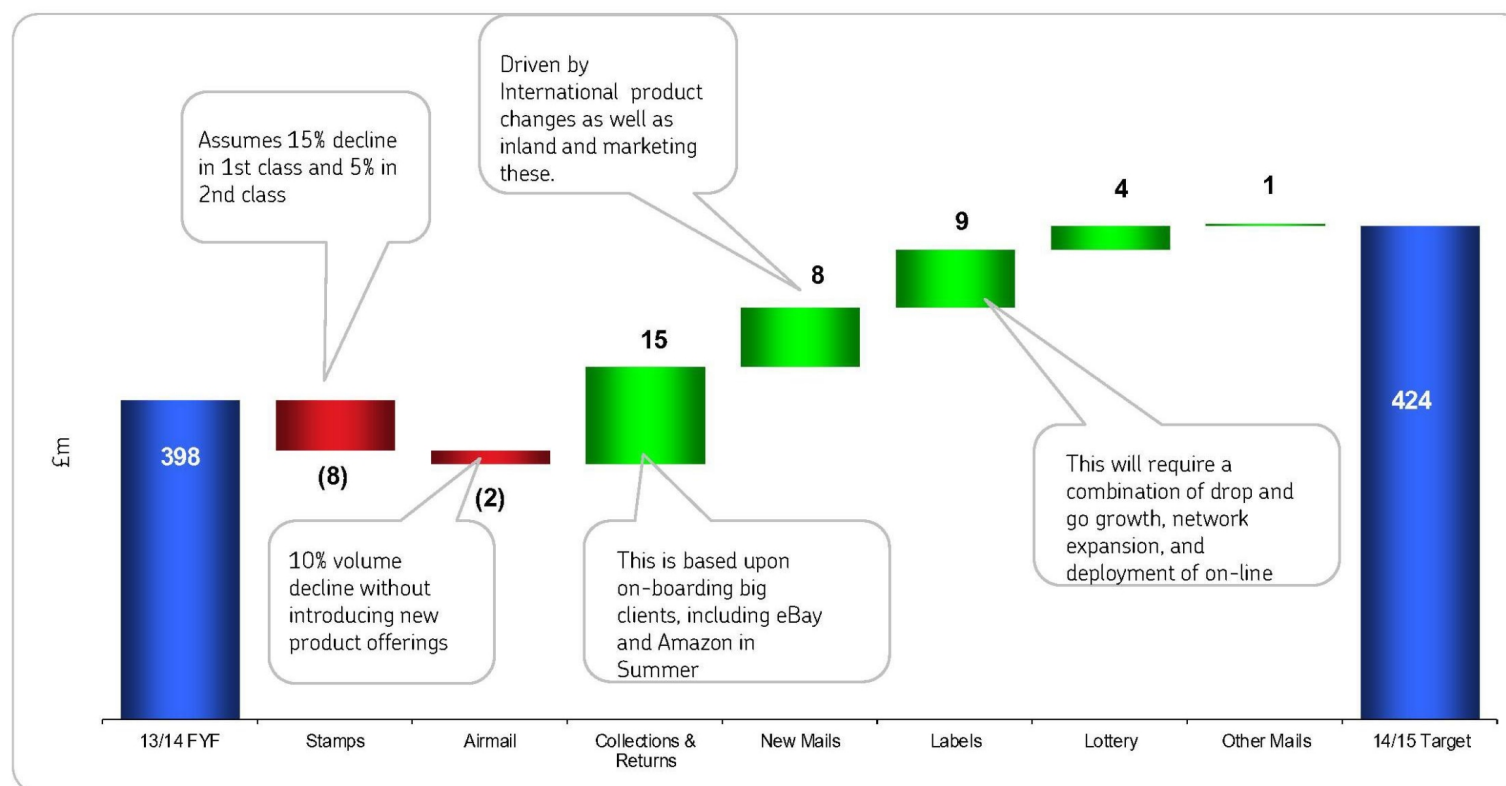 Driven by
International product
changes as well as
inland and marketing
these.
Assumes 15% decline
in 1st class and 5% in
2nd class
4
1
9
8
15
398
424
£m
(8)
(2)
This will require a
combination of drop and
go growth, network
expansion, and
deployment of on-line
10% volume
decline without
introducing new
product offerings
This is based upon
on-boarding big
clients, including eBay
and Amazon in
Summer
13/14 FYF
Stamps
Airmail
Collections &
Returns
New Mails
Labels
Lottery
Other Mails
14/15 Target